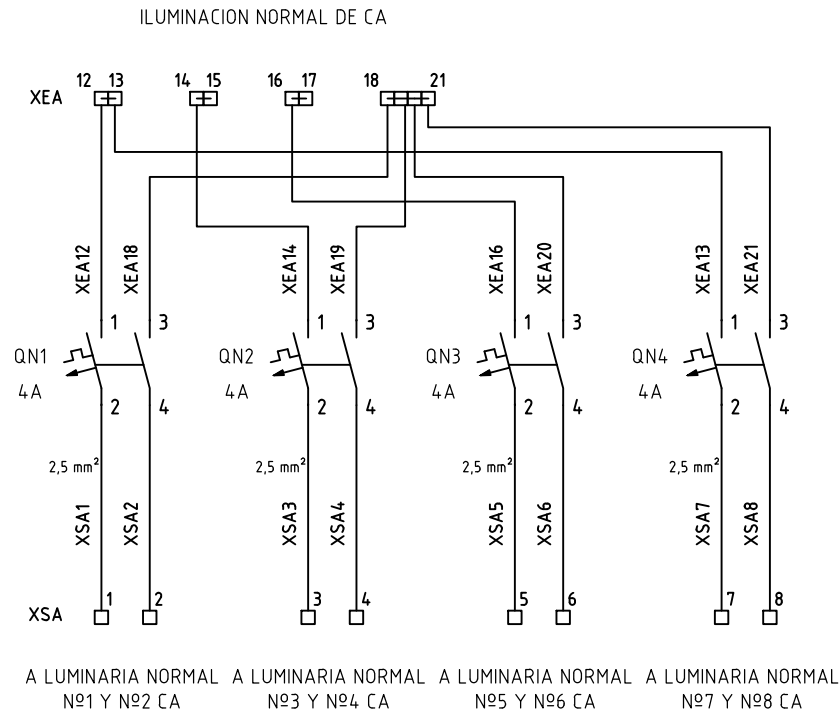 ILUMINACION NORMAL DE CA
12 13 14 15 16 17 18 21
XEA
XEA12 XEA18 XEA14 XEA19 XEA16 XEA20 XEA13 XEA21
1 3 1 3 1 3 1 3
QN1 QN2 QN3 QN4
4A 4A 4A 4A
2 4 2 4 2 4 2 4
2,5 mm² 2,5 mm² 2,5 mm² 2,5 mm²
XSA1 XSA2 XSA3 XSA4 XSA5 XSA6 XSA7 XSA8
1 2 3 4 5 6 7 8
XSA
A LUMINARIA NORMAL A LUMINARIA NORMAL A LUMINARIA NORMAL A LUMINARIA NORMAL
Nº1 Y Nº2 CA Nº3 Y Nº4 CA Nº5 Y Nº6 CA Nº7 Y Nº8 CA